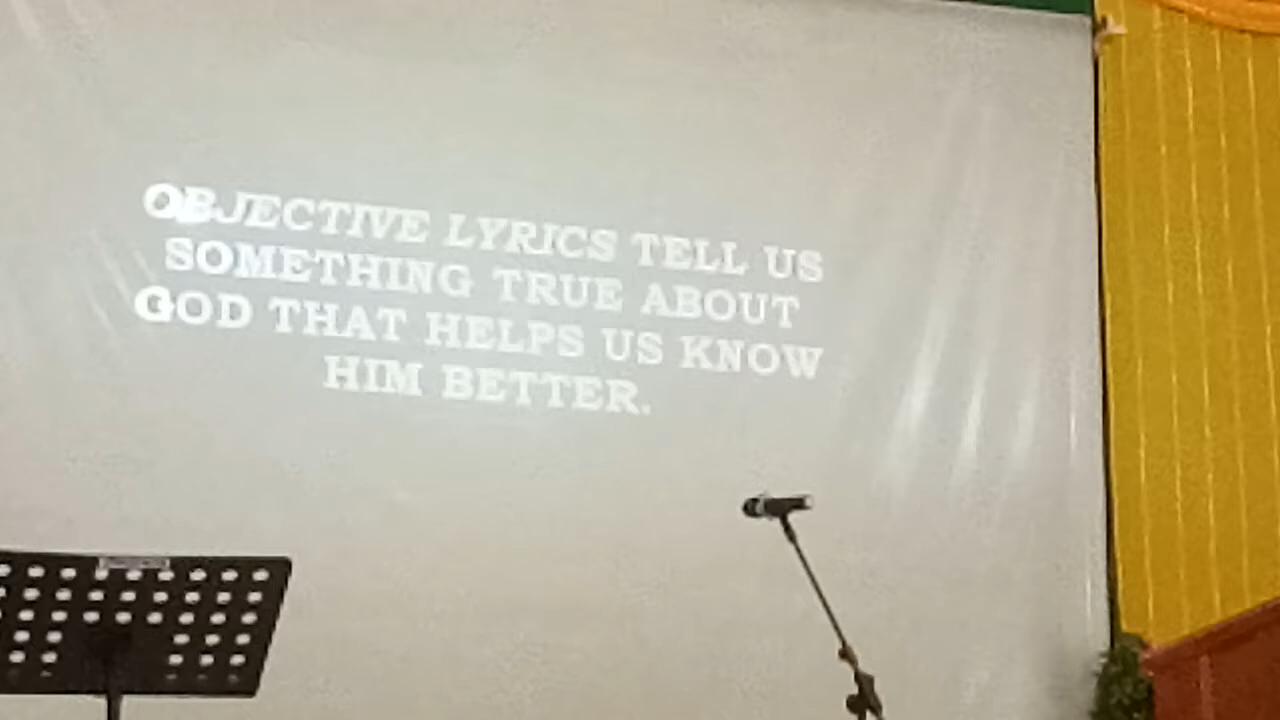 OBJECTIVE LYRICS TELL US
SOMETHING TRUE ABOUT
GOD THAT HELPS US KNOW
HIM BETTER.